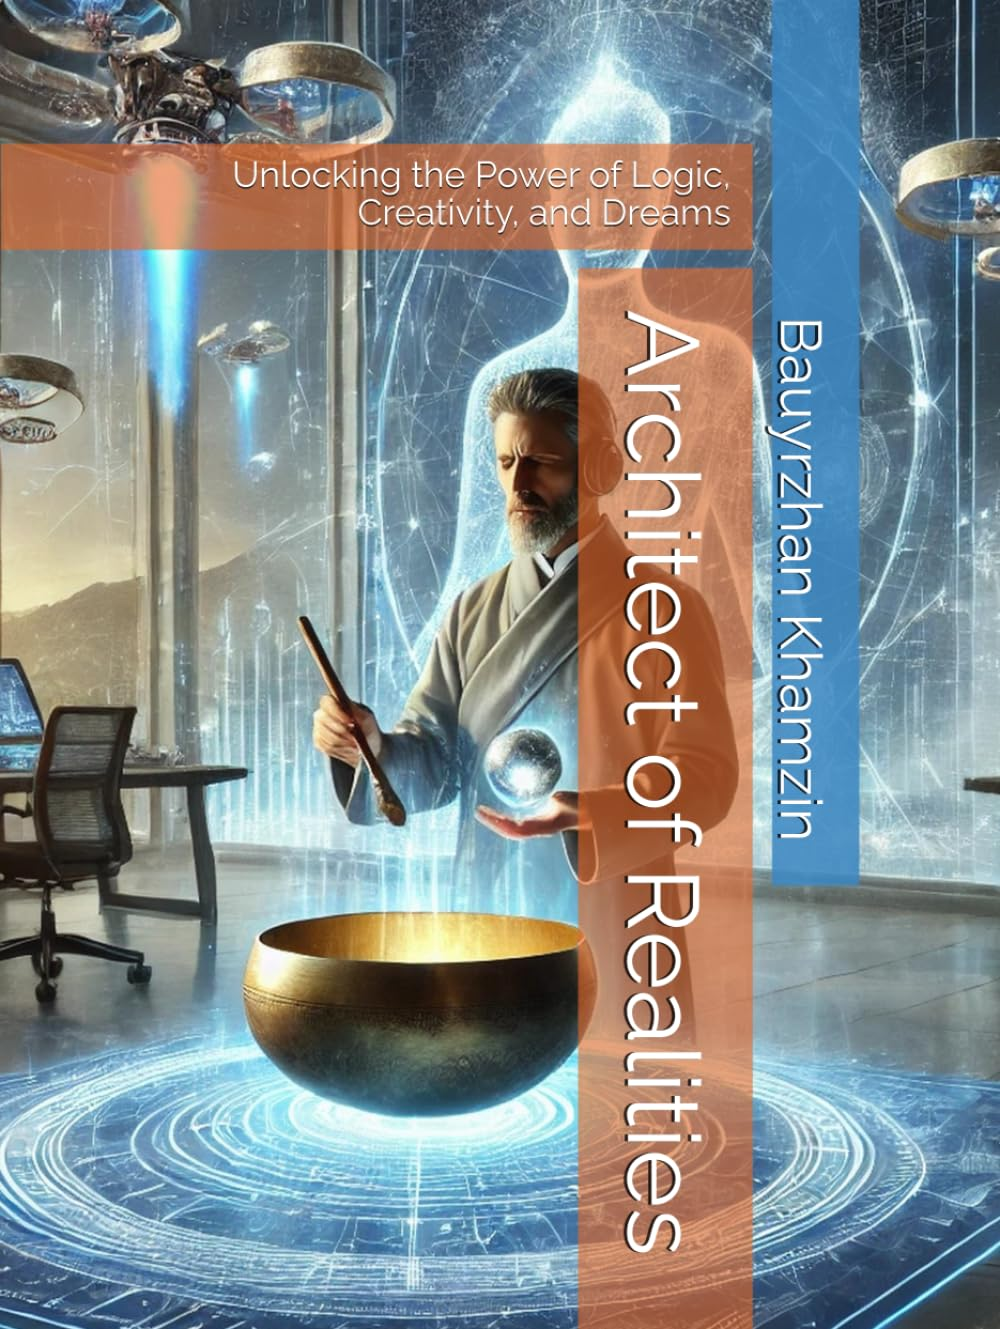 Unlocking the Power of Logic,
Creativity, and Dreams
Architect of Realities
Bauyrzhan Khamzin